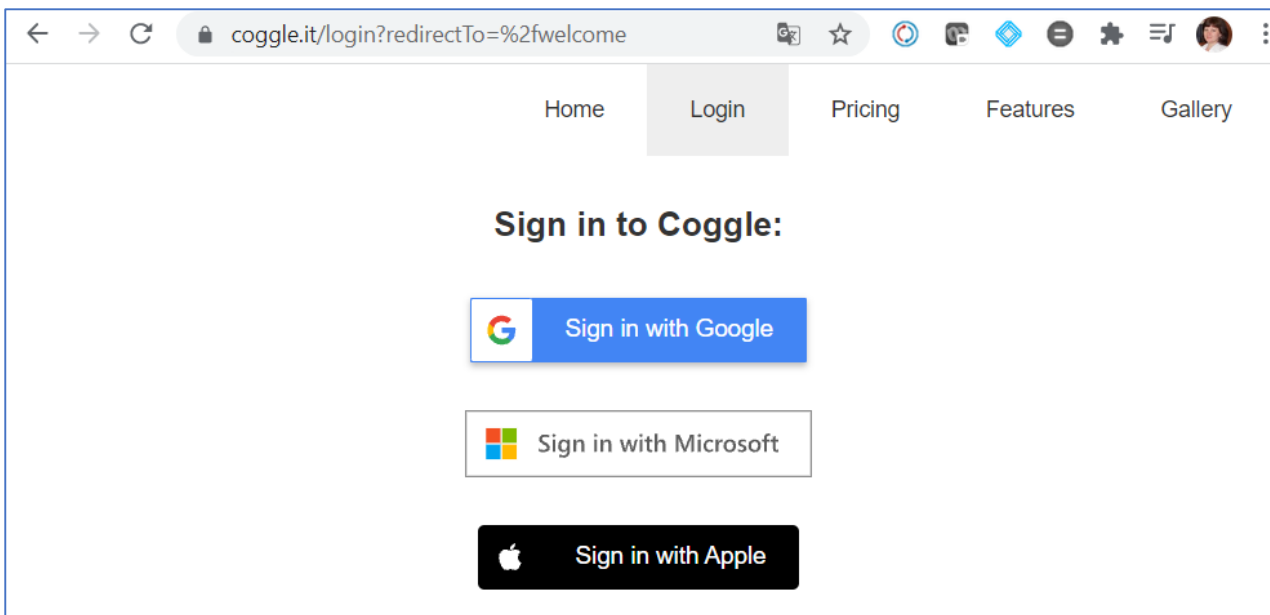 coggle.it/login?redirectTo=%2fwelcome
Home Login Pricing Features Gallery
Sign in to Coggle:
Sign in with Google
Sign in with Microsoft
Sign in with Apple